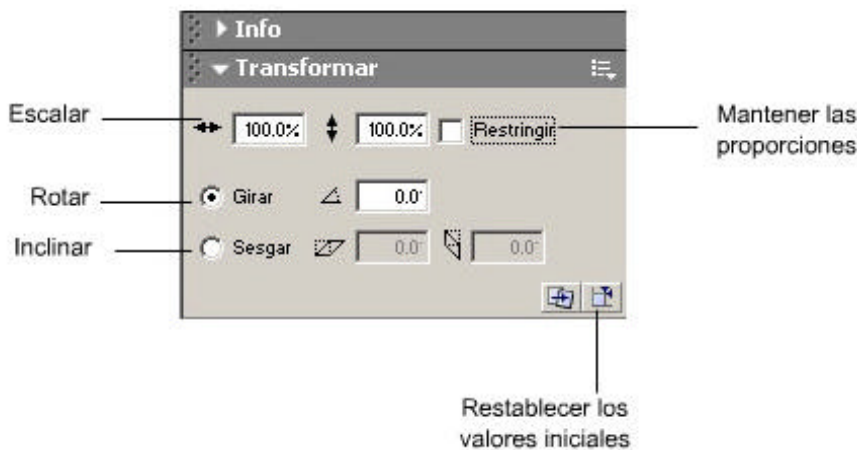 Info
Transformar
Escalar
100.0%
100.0%
Restringir
Mantener las
proporciones
Rotar
Girar
0.0°
Inclinar
Sesgar
0.0°
0.0°
Restablecer los
valores iniciales